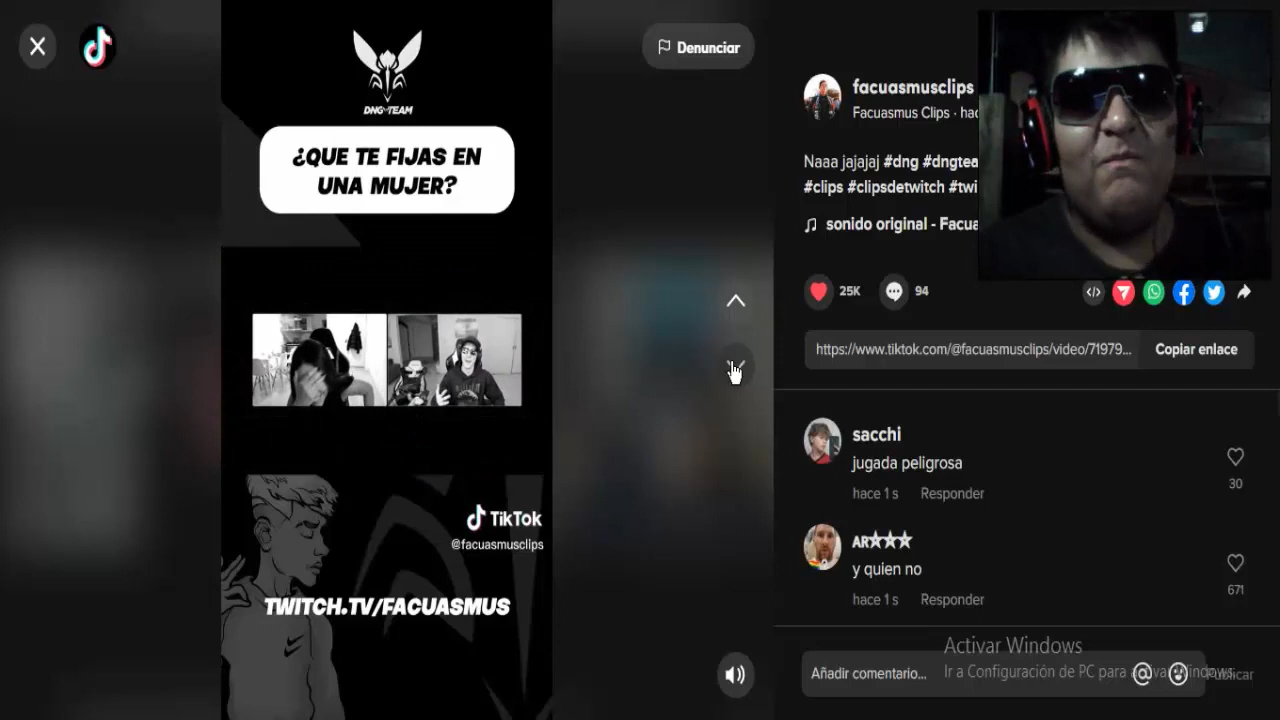 Denunciar
DNG TEAM
¿QUE TE FIJAS EN
UNA MUJER?
TikTok
@facuasmusclips
TWITCH.TV/FACUASMUS
facuasmusclips
Facuasmus Clips · hac
Naaa jajajaj #dng #dngtea
#clips #clipsdetwitch #twi
sonido original - Facua
25K
94
https://www.tiktok.com/@facuasmusclips/video/71979...
Copiar enlace
sacchi
jugada peligrosa
hace 1 s Responder
30
AR★★★
y quien no
hace 1 s Responder
671
Activar Windows
Añadir comentario...
Ir a Configuración de PC para activar Windows.
Publicar